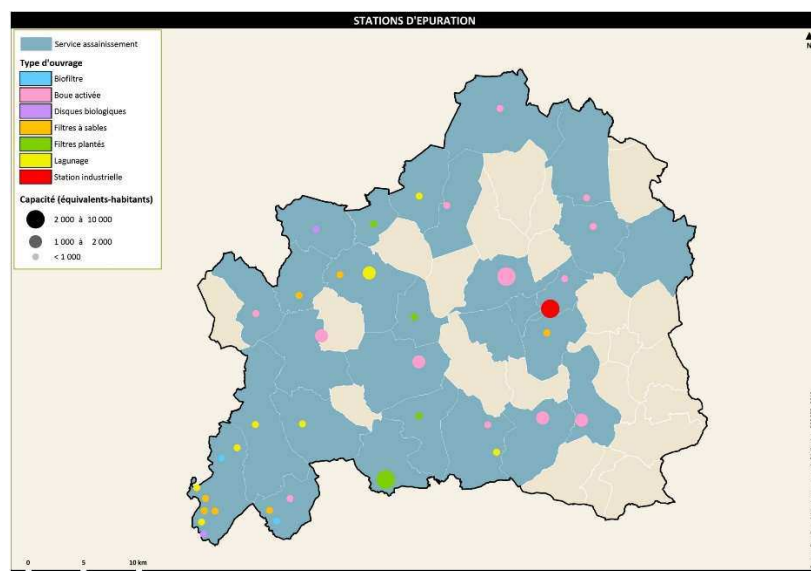 STATIONS D'EPURATION
N
Service assainissement
Type d'ouvrage
Biofiltre
Boue activée
Disques biologiques
Filtres à sables
Filtres plantés
Lagunage
Station industrielle
Capacité (équivalents-habitants)
2 000 à 10 000
1 000 à 2 000
< 1 000
0 5 10 km